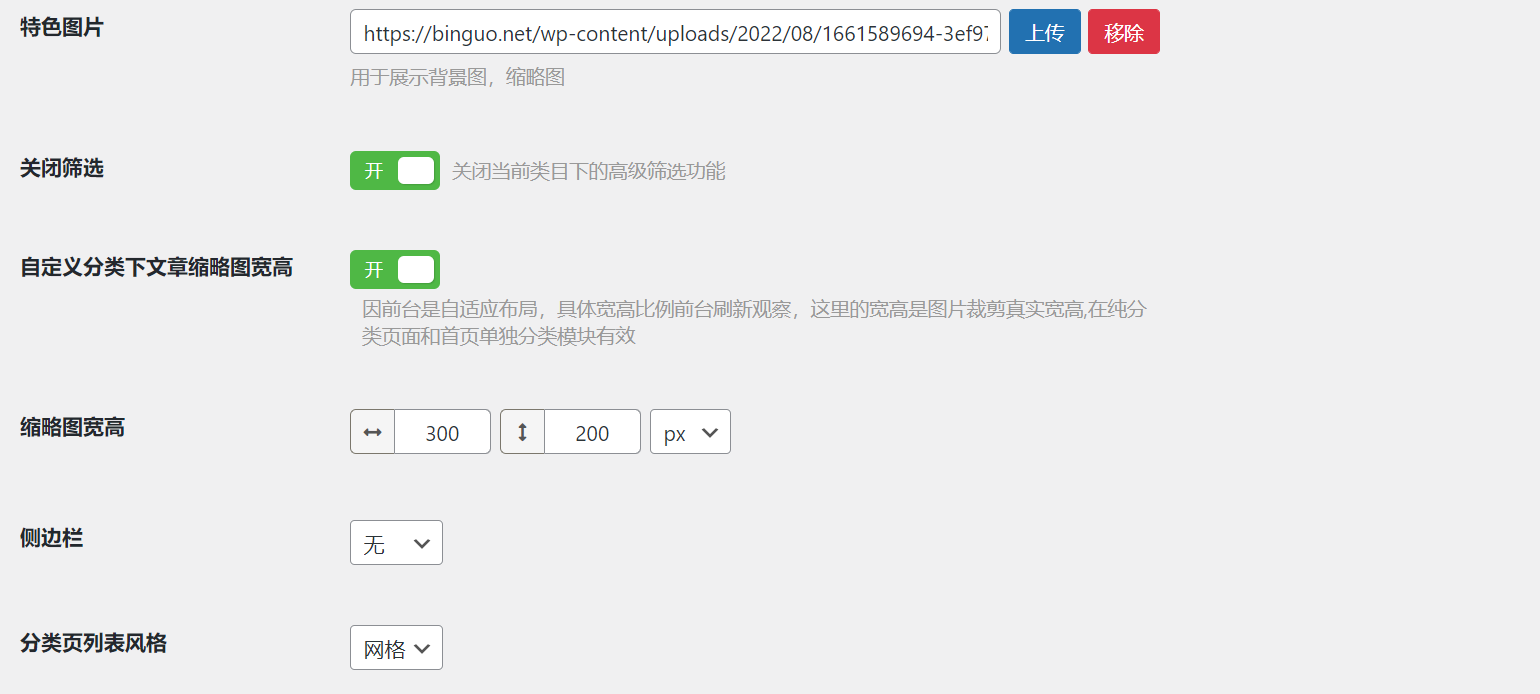 特色图片
https://binguo.net/wp-content/uploads/2022/08/1661589694-3ef97
上传
移除
用于展示背景图，缩略图
关闭筛选
开
关闭当前类目下的高级筛选功能
自定义分类下文章缩略图宽高
开
因前台是自适应布局，具体宽高比例前台刷新观察，这里的宽高是图片裁剪真实宽高,在纯分
类页面和首页单独分类模块有效
缩略图宽高
300
200
px
侧边栏
无
分类页列表风格
网格